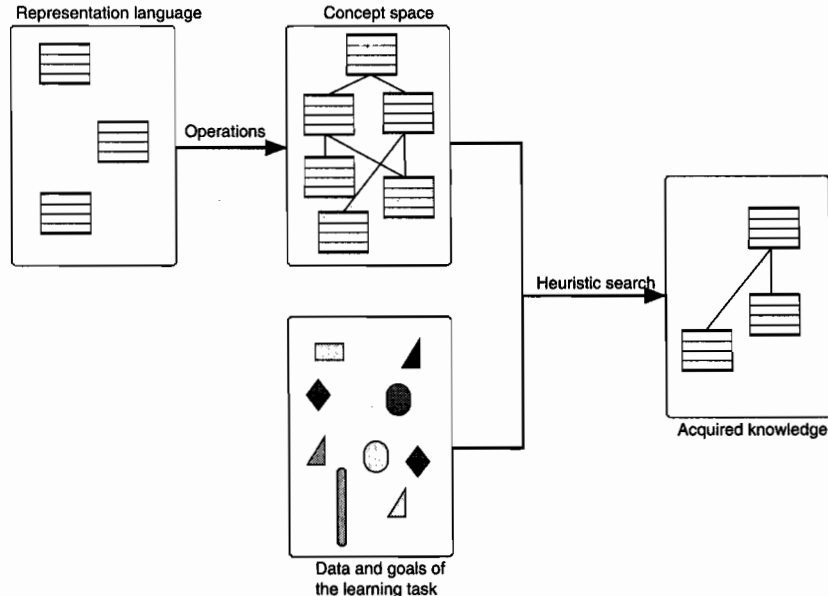 Representation language
Concept space
Operations
Heuristic search
Acquired knowledge
Data and goals of
the learning task